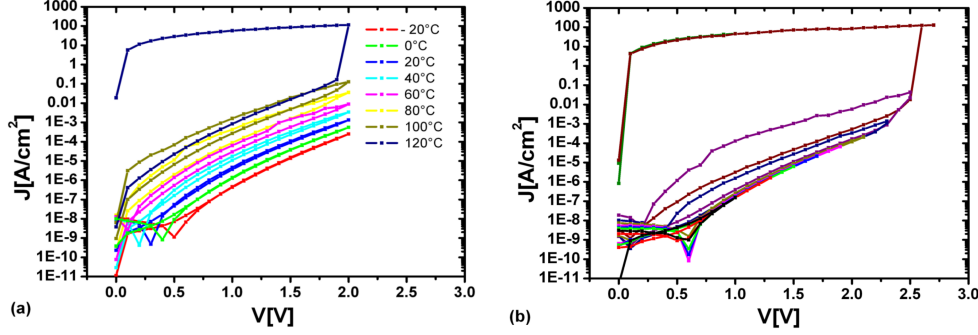 1000
100
10
1
0.1
0.01
1E-3
1E-4
1E-5
1E-6
1E-7
1E-8
1E-9
1E-10
1E-11
J[A/cm²]
- 20°C
0°C
20°C
40°C
60°C
80°C
100°C
120°C
0.0 0.5 1.0 1.5 2.0 2.5 3.0
V[V]
(a)
1000
100
10
1
0.1
0.01
1E-3
1E-4
1E-5
1E-6
1E-7
1E-8
1E-9
1E-10
1E-11
J[A/cm²]
0.0 0.5 1.0 1.5 2.0 2.5 3.0
V[V]
(b)